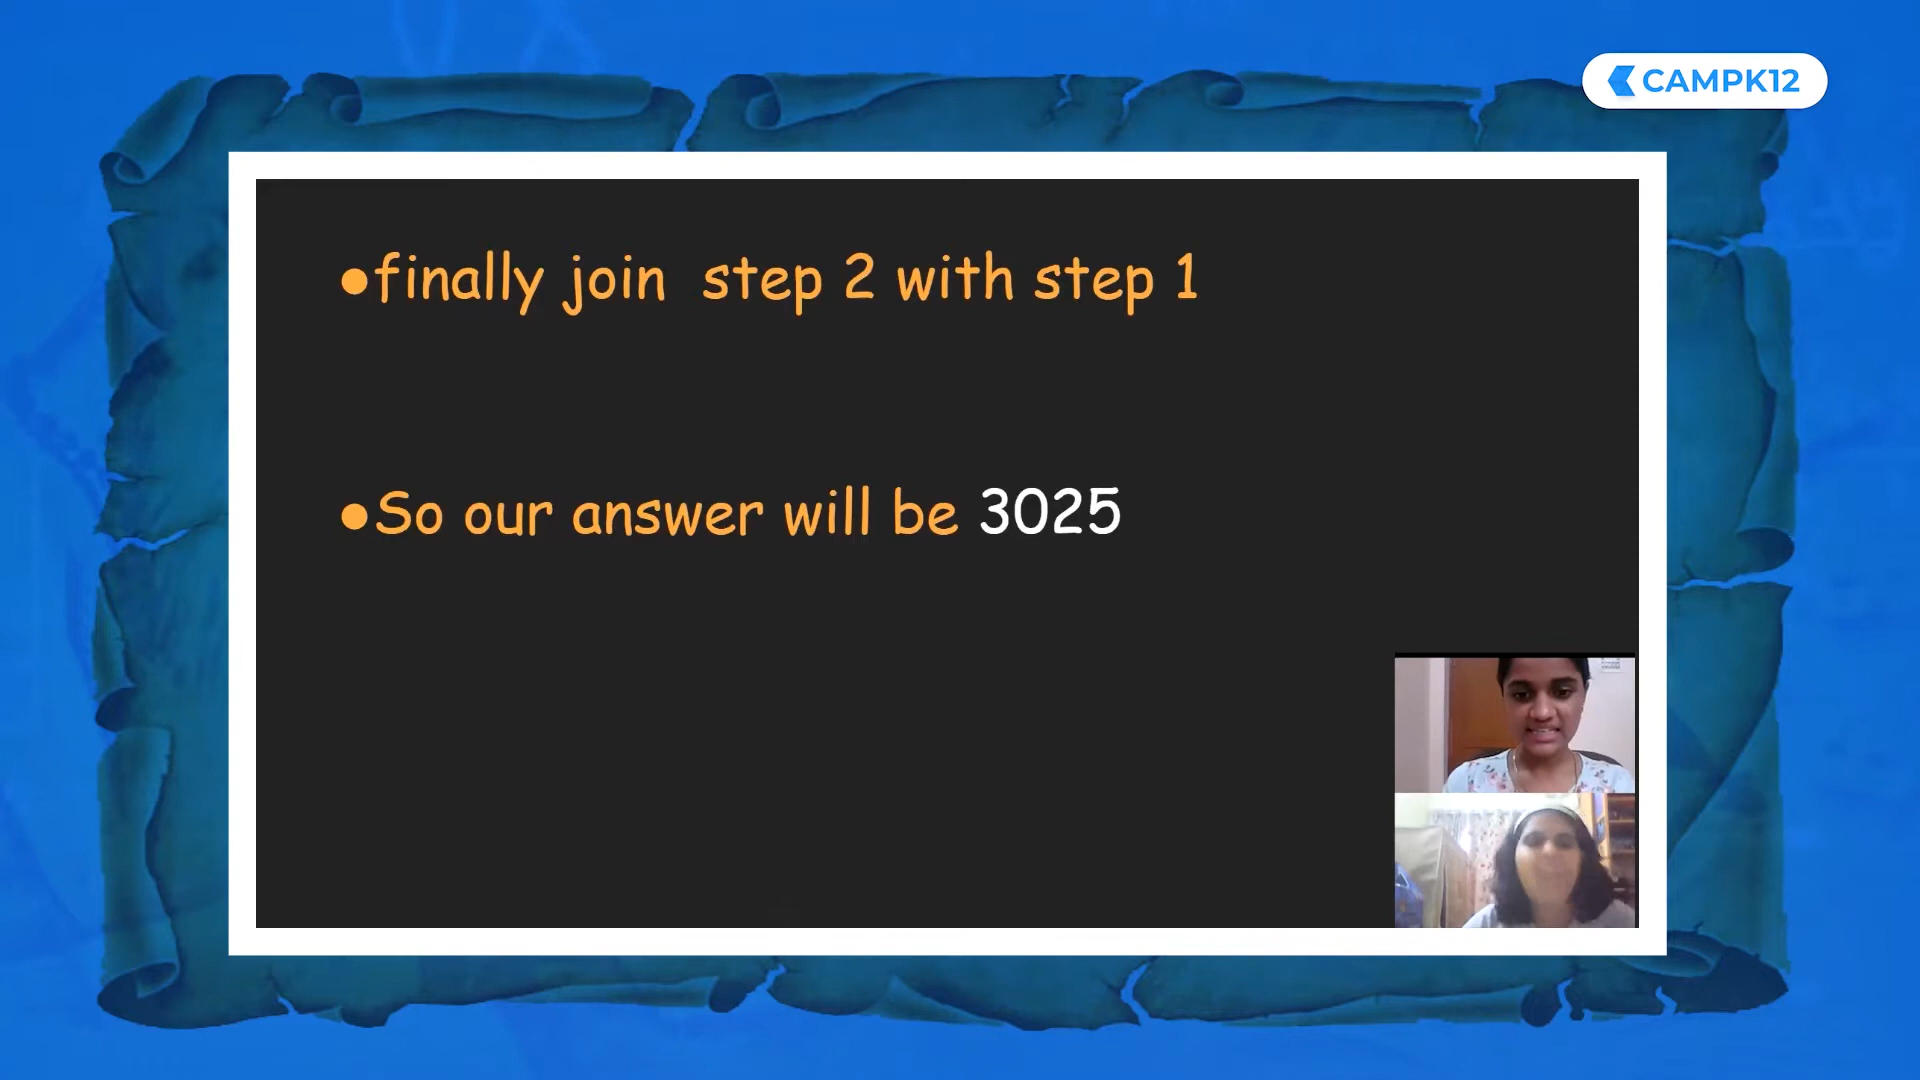 CAMPK12
●finally join step 2 with step 1
●So our answer will be 3025